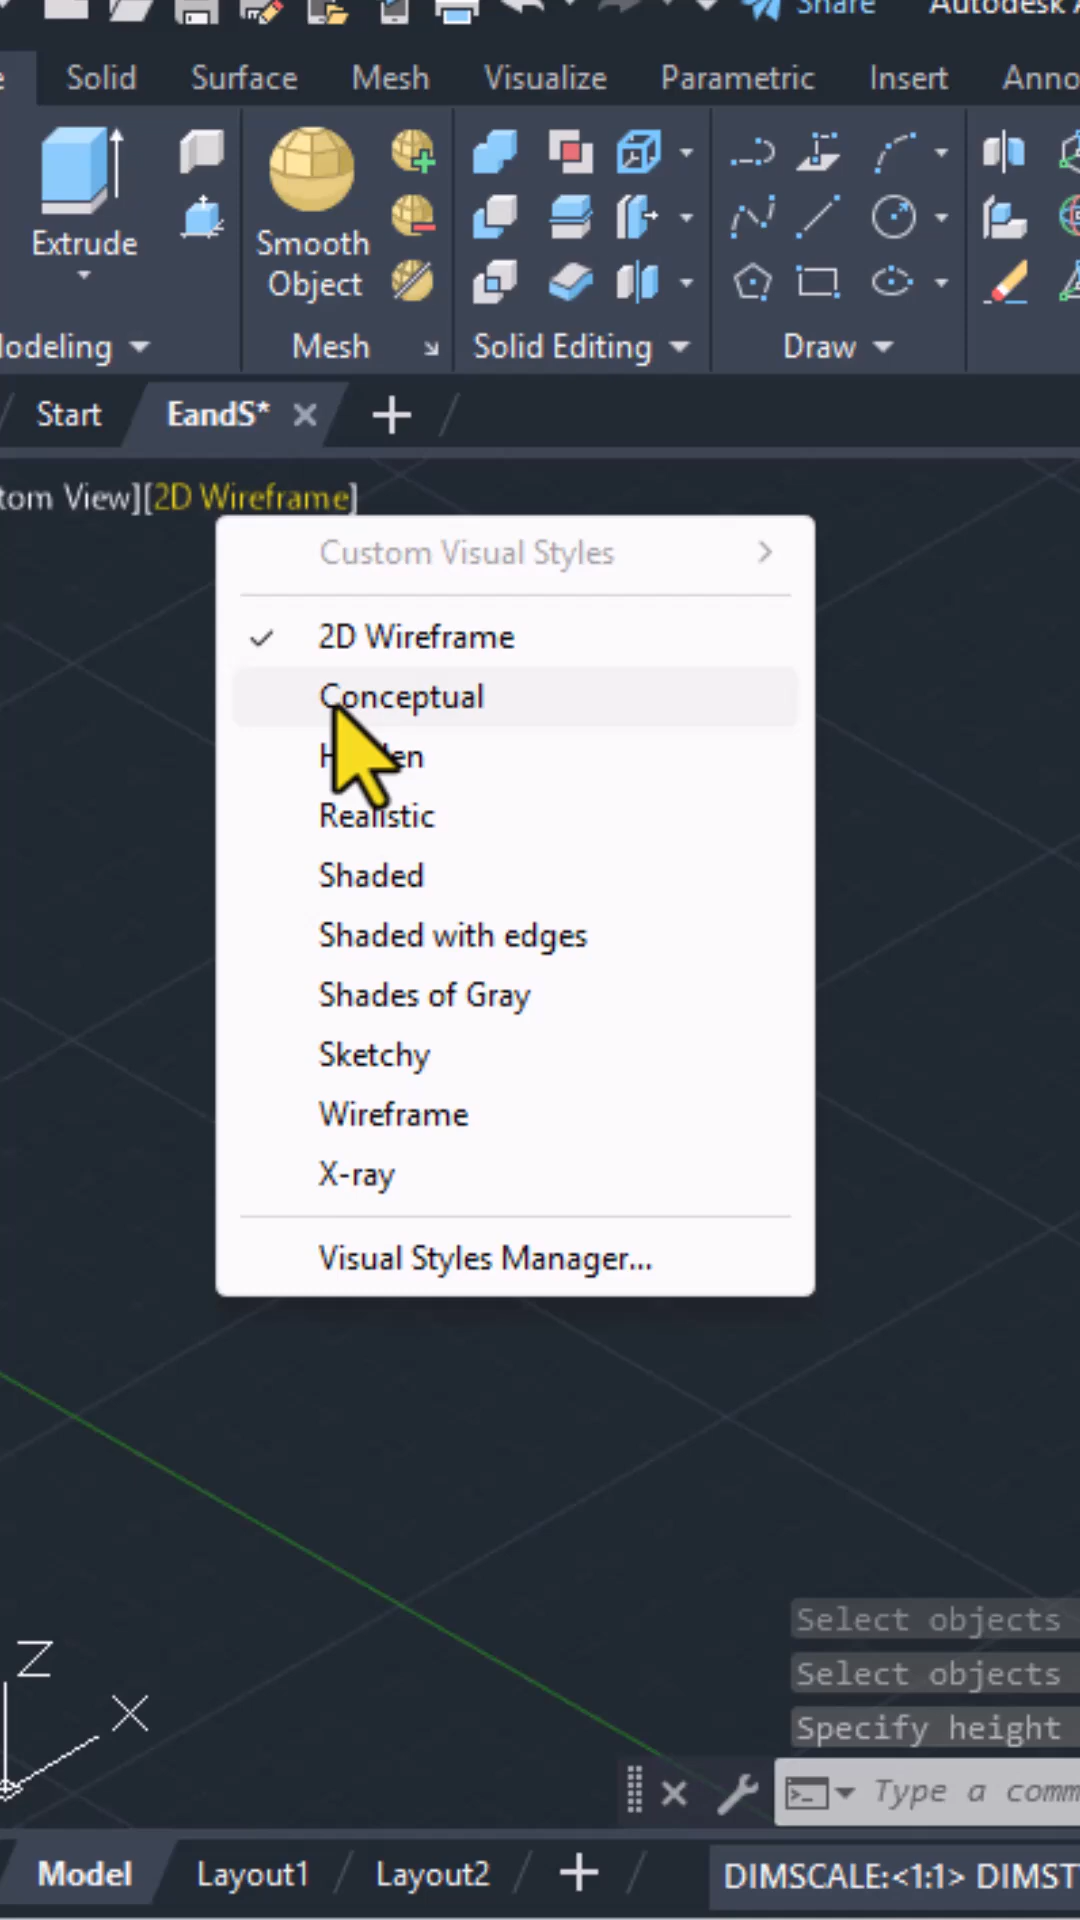 Share Autodesk A
e Solid Surface Mesh Visualize Parametric Insert Anno
Extrude
Smooth
Object
odeling Mesh Solid Editing Draw
Start EandS*
tom View][2D Wireframe]
Custom Visual Styles
2D Wireframe
Conceptual
Realistic
Shaded
Shaded with edges
Shades of Gray
Sketchy
Wireframe
X-ray
Visual Styles Manager...
Z
X
Select objects
Select objects
Specify height
>_ Type a comm
Model Layout1 Layout2 DIMSCALE:<1:1> DIMST